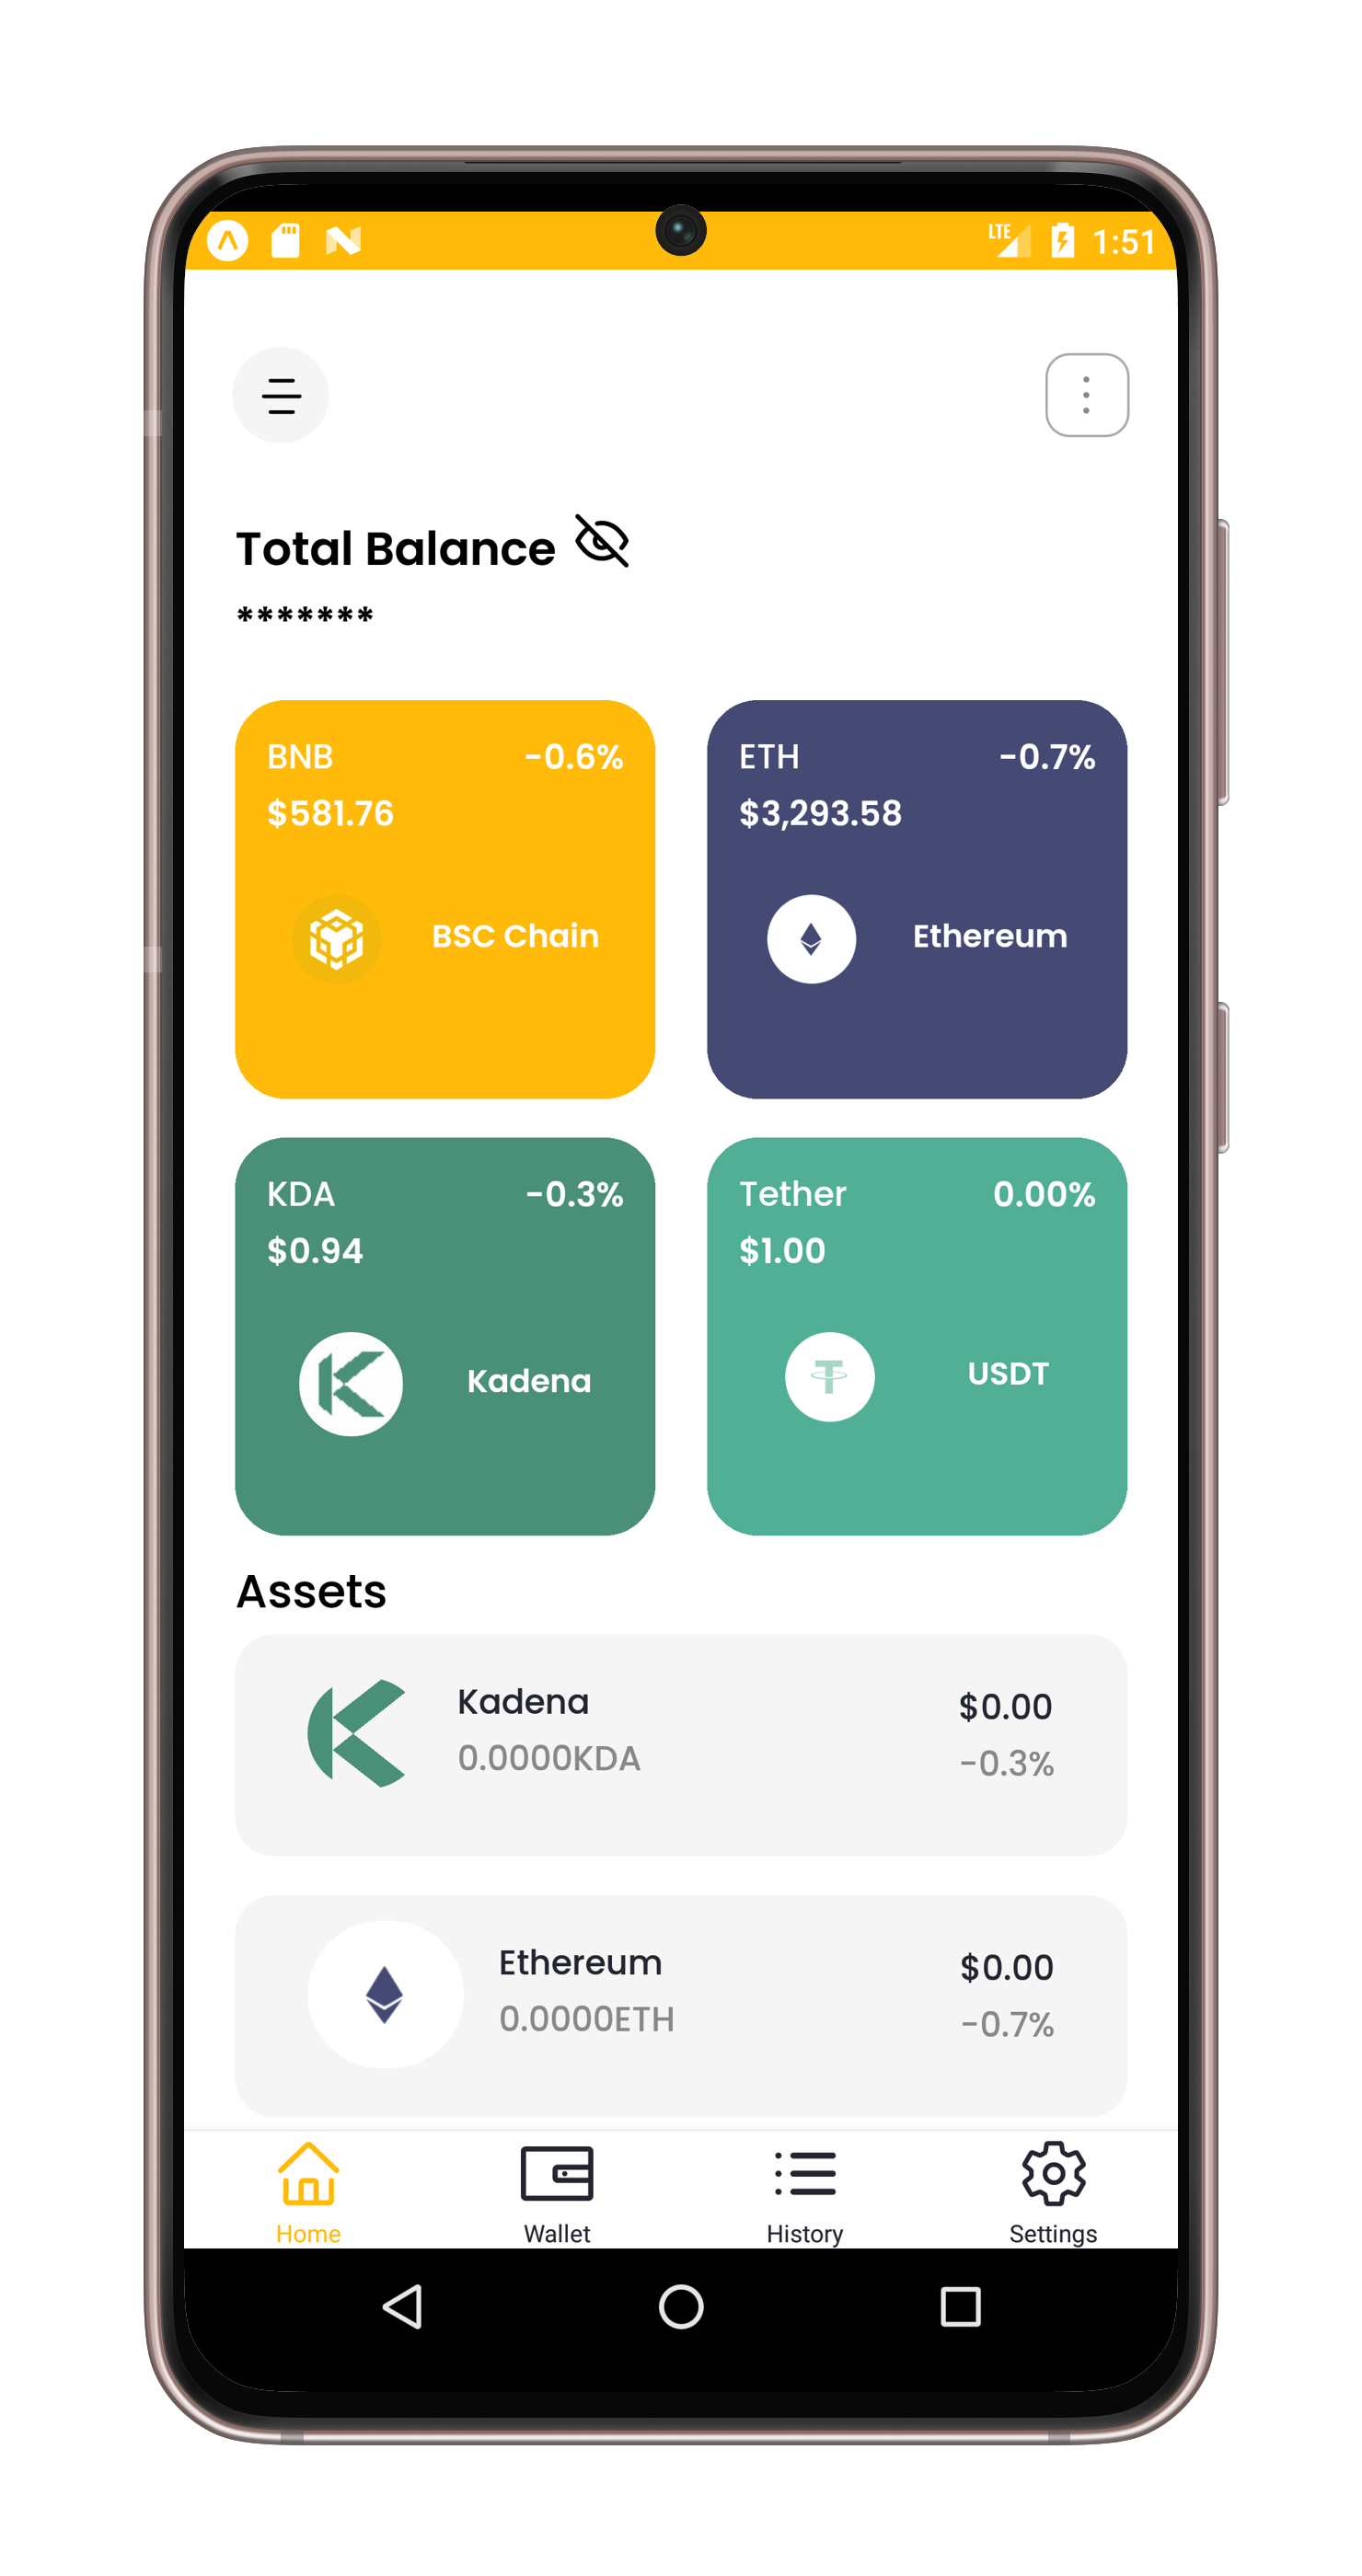 LTE 1:51
Total Balance
*******
BNB -0.6%
$581.76
BSC Chain
ETH -0.7%
$3,293.58
Ethereum
KDA -0.3%
$0.94
Kadena
Tether 0.00%
$1.00
USDT
Assets
Kadena $0.00
0.0000KDA -0.3%
Ethereum $0.00
0.0000ETH -0.7%
Home Wallet History Settings